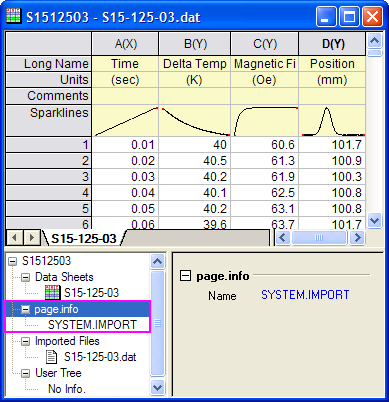 S1512503 - S15-125-03.dat
A(X) B(Y) C(Y) D(Y)
Long Name Time Delta Temp Magnetic Fi Position
Units (sec) (K) (Oe) (mm)
Comments
Sparklines
1 0.01 40 60.6 101.7
2 0.02 40.5 61.3 100.9
3 0.03 40.2 61.9 100.3
4 0.04 40.1 62.5 100.8
5 0.05 40.2 63.1 100.8
6 0.06 39.6 63.7 101.7
S15-125-03
S1512503
Data Sheets
S15-125-03
page.info
SYSTEM.IMPORT
Imported Files
S15-125-03.dat
User Tree
No Info.
page.info
Name SYSTEM.IMPORT